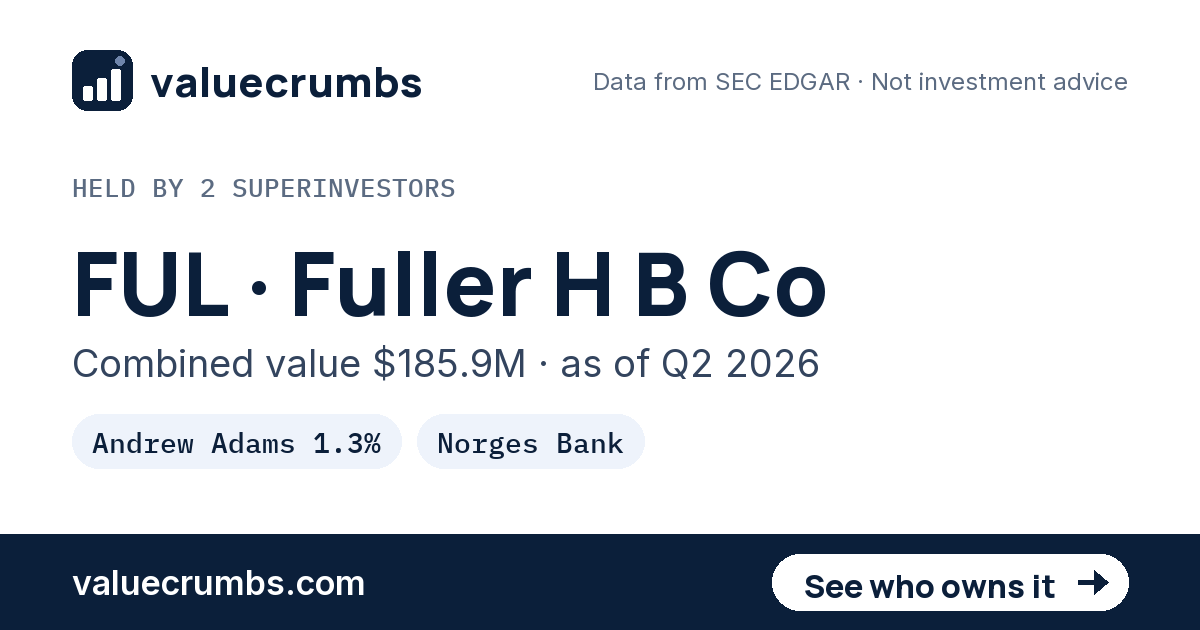 valuecrumbs
Data from SEC EDGAR · Not investment advice
HELD BY 2 SUPERINVESTORS
FUL · Fuller H B Co
Combined value $185.9M · as of Q2 2026
Andrew Adams 1.3%
Norges Bank
valuecrumbs.com
See who owns it →